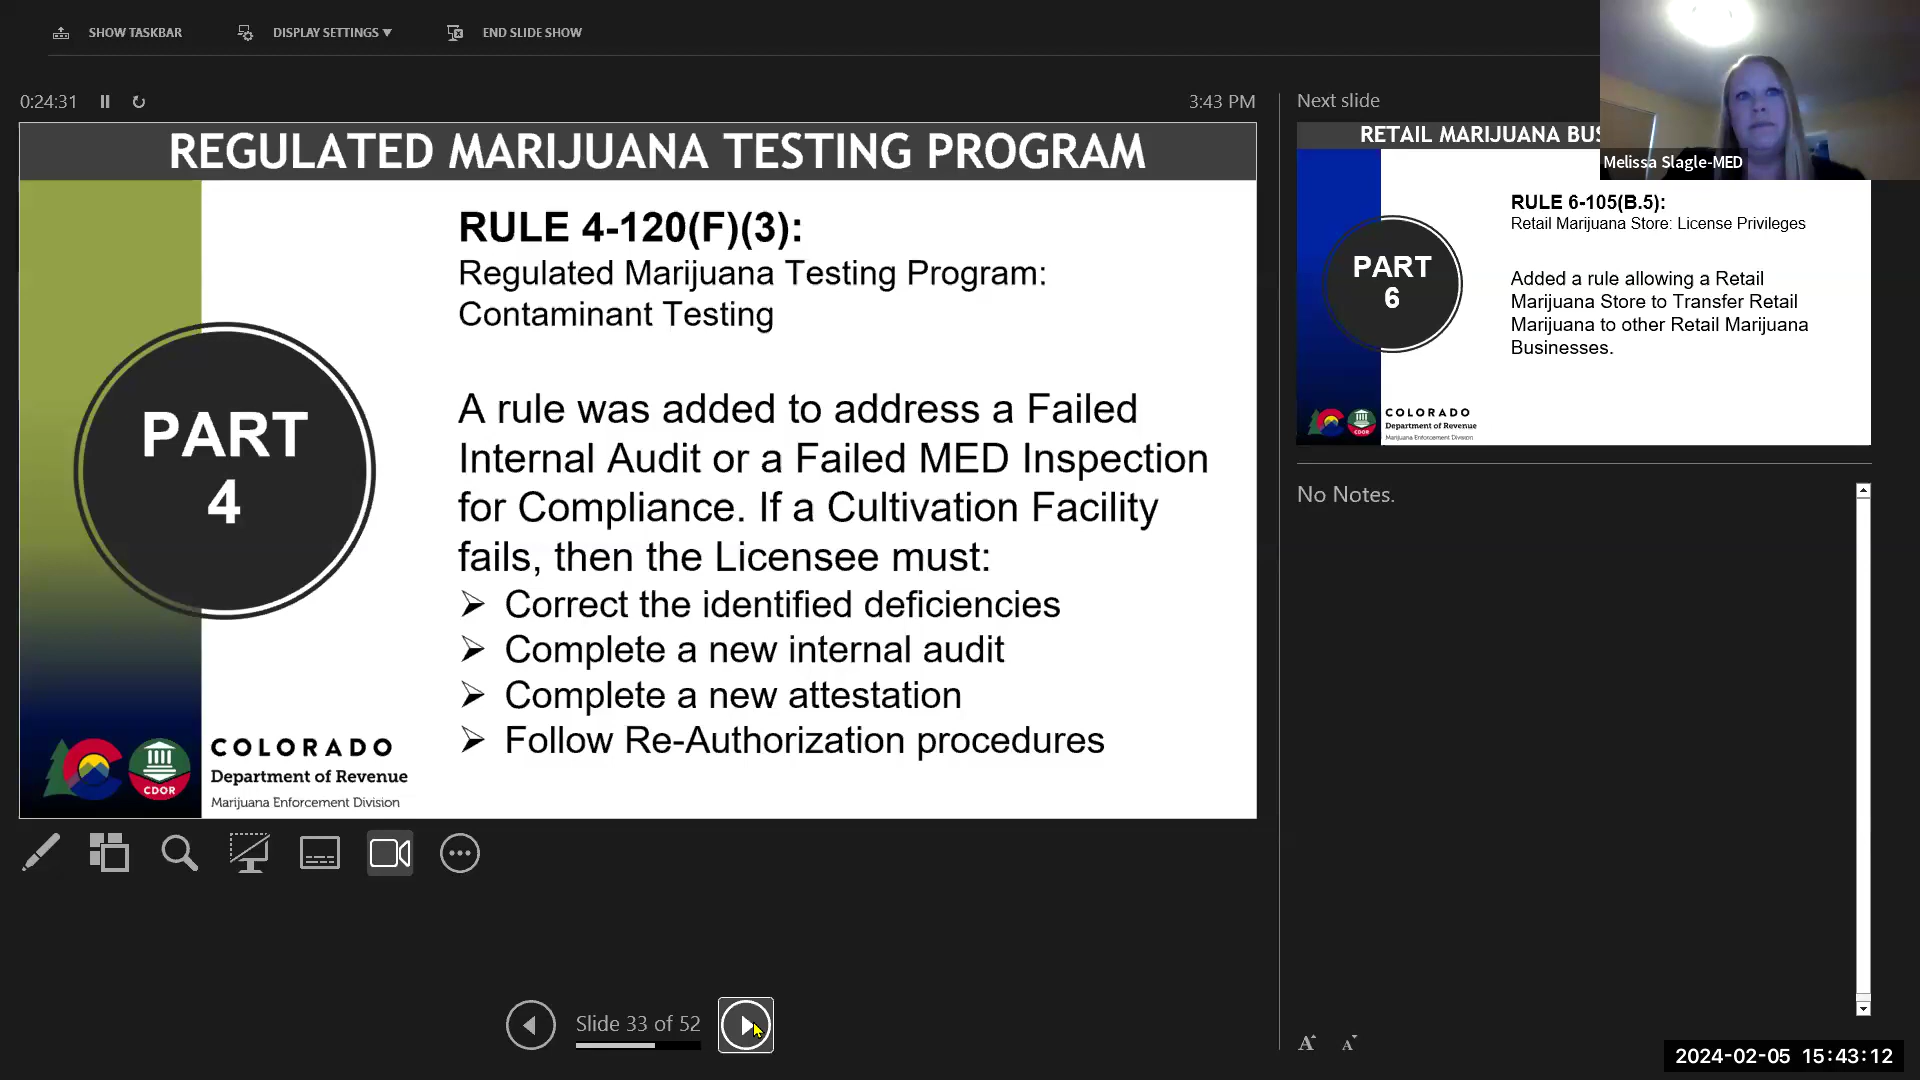 SHOW TASKBAR
DISPLAY SETTINGS ▼
END SLIDE SHOW
0:24:31
3:43 PM
REGULATED MARIJUANA TESTING PROGRAM
PART
4
RULE 4-120(F)(3):
Regulated Marijuana Testing Program:
Contaminant Testing
A rule was added to address a Failed
Internal Audit or a Failed MED Inspection
for Compliance. If a Cultivation Facility
fails, then the Licensee must:
➢ Correct the identified deficiencies
➢ Complete a new internal audit
➢ Complete a new attestation
➢ Follow Re-Authorization procedures
CDOR
COLORADO
Department of Revenue
Marijuana Enforcement Division
Slide 33 of 52
Next slide
RETAIL MARIJUANA
Melissa Slagle-MED
PART
6
RULE 6-105(B.5):
Retail Marijuana Store: License Privileges
Added a rule allowing a Retail
Marijuana Store to Transfer Retail
Marijuana to other Retail Marijuana
Businesses.
CDOR
COLORADO
Department of Revenue
Marijuana Enforcement Division
No Notes.
A A
2024-02-05 15:43:12